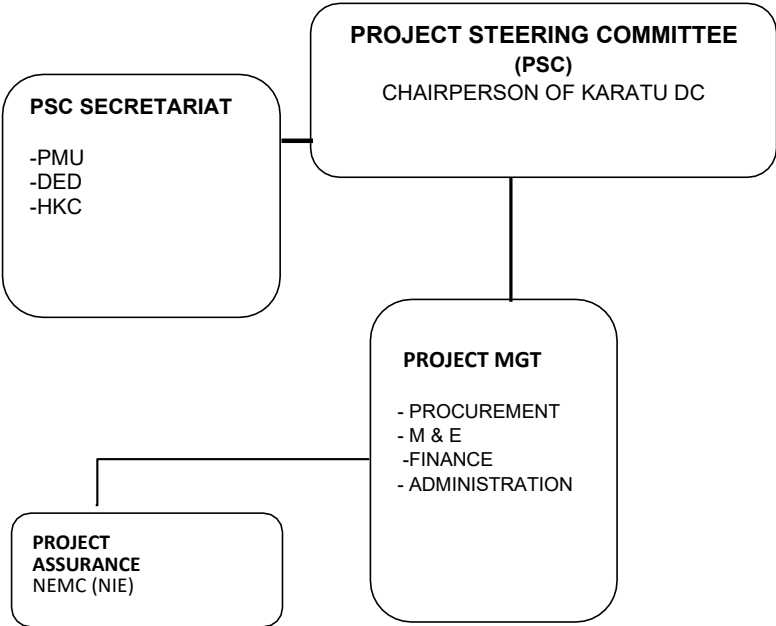 PROJECT STEERING COMMITTEE
(PSC)
CHAIRPERSON OF KARATU DC
PSC SECRETARIAT
-PMU
-DED
-HKC
PROJECT MGT
- PROCUREMENT
- M & E
-FINANCE
- ADMINISTRATION
PROJECT
ASSURANCE
NEMC (NIE)